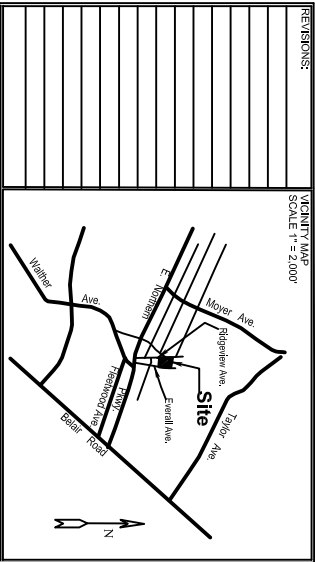 REVISIONS:
VICINITY MAP
SCALE 1" = 2,000'
Moyer Ave.
E. Northern Pkwy.
Ridgeview Ave.
Taylor Ave.
Site
Everall Ave.
Walther Ave.
Fleetwood Ave.
Belair Road
N